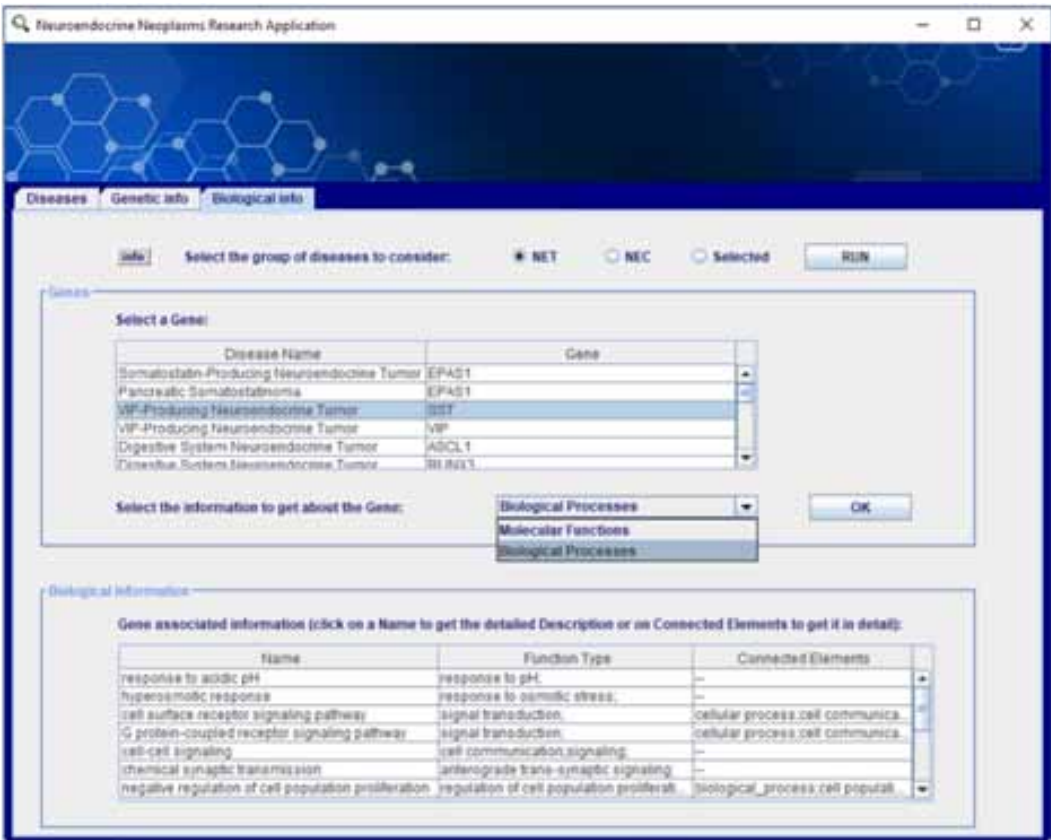 Neuroendocrine Neoplasms Research Application
Diseases Genetic info Biological info
info Select the group of diseases to consider: NET NEC Selected RUN
Genes
Select a Gene:
Disease Name Gene
Somatostatin-Producing Neuroendocrine Tumor EPAS1
Pancreatic Somatostatinoma EPAS1
VIP-Producing Neuroendocrine Tumor SST
VIP-Producing Neuroendocrine Tumor VIP
Digestive System Neuroendocrine Tumor ASCL1
Digestive System Neuroendocrine Tumor RUNX3
Select the information to get about the Gene: Biological Processes OK
Molecular Functions
Biological Processes
Biological Information
Gene associated information (click on a Name to get the detailed Description or on Connected Elements to get it in detail):
Name Function Type Connected Elements
response to acidic pH response to pH; --
hyperosmotic response response to osmotic stress; --
cell surface receptor signaling pathway signal transduction; cellular process;cell communica...
G protein-coupled receptor signaling pathway signal transduction; cellular process;cell communica...
cell-cell signaling cell communication;signaling; --
chemical synaptic transmission anterograde trans-synaptic signaling; --
negative regulation of cell population proliferation regulation of cell population proliferati... biological_process;cell populati...